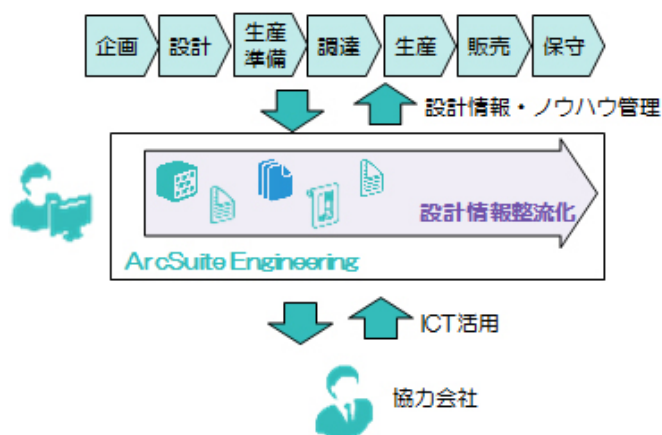 企画
設計
生産
準備
調達
生産
販売
保守
設計情報・ノウハウ管理
設計情報整流化
ArcSuite Engineering
ICT活用
協力会社